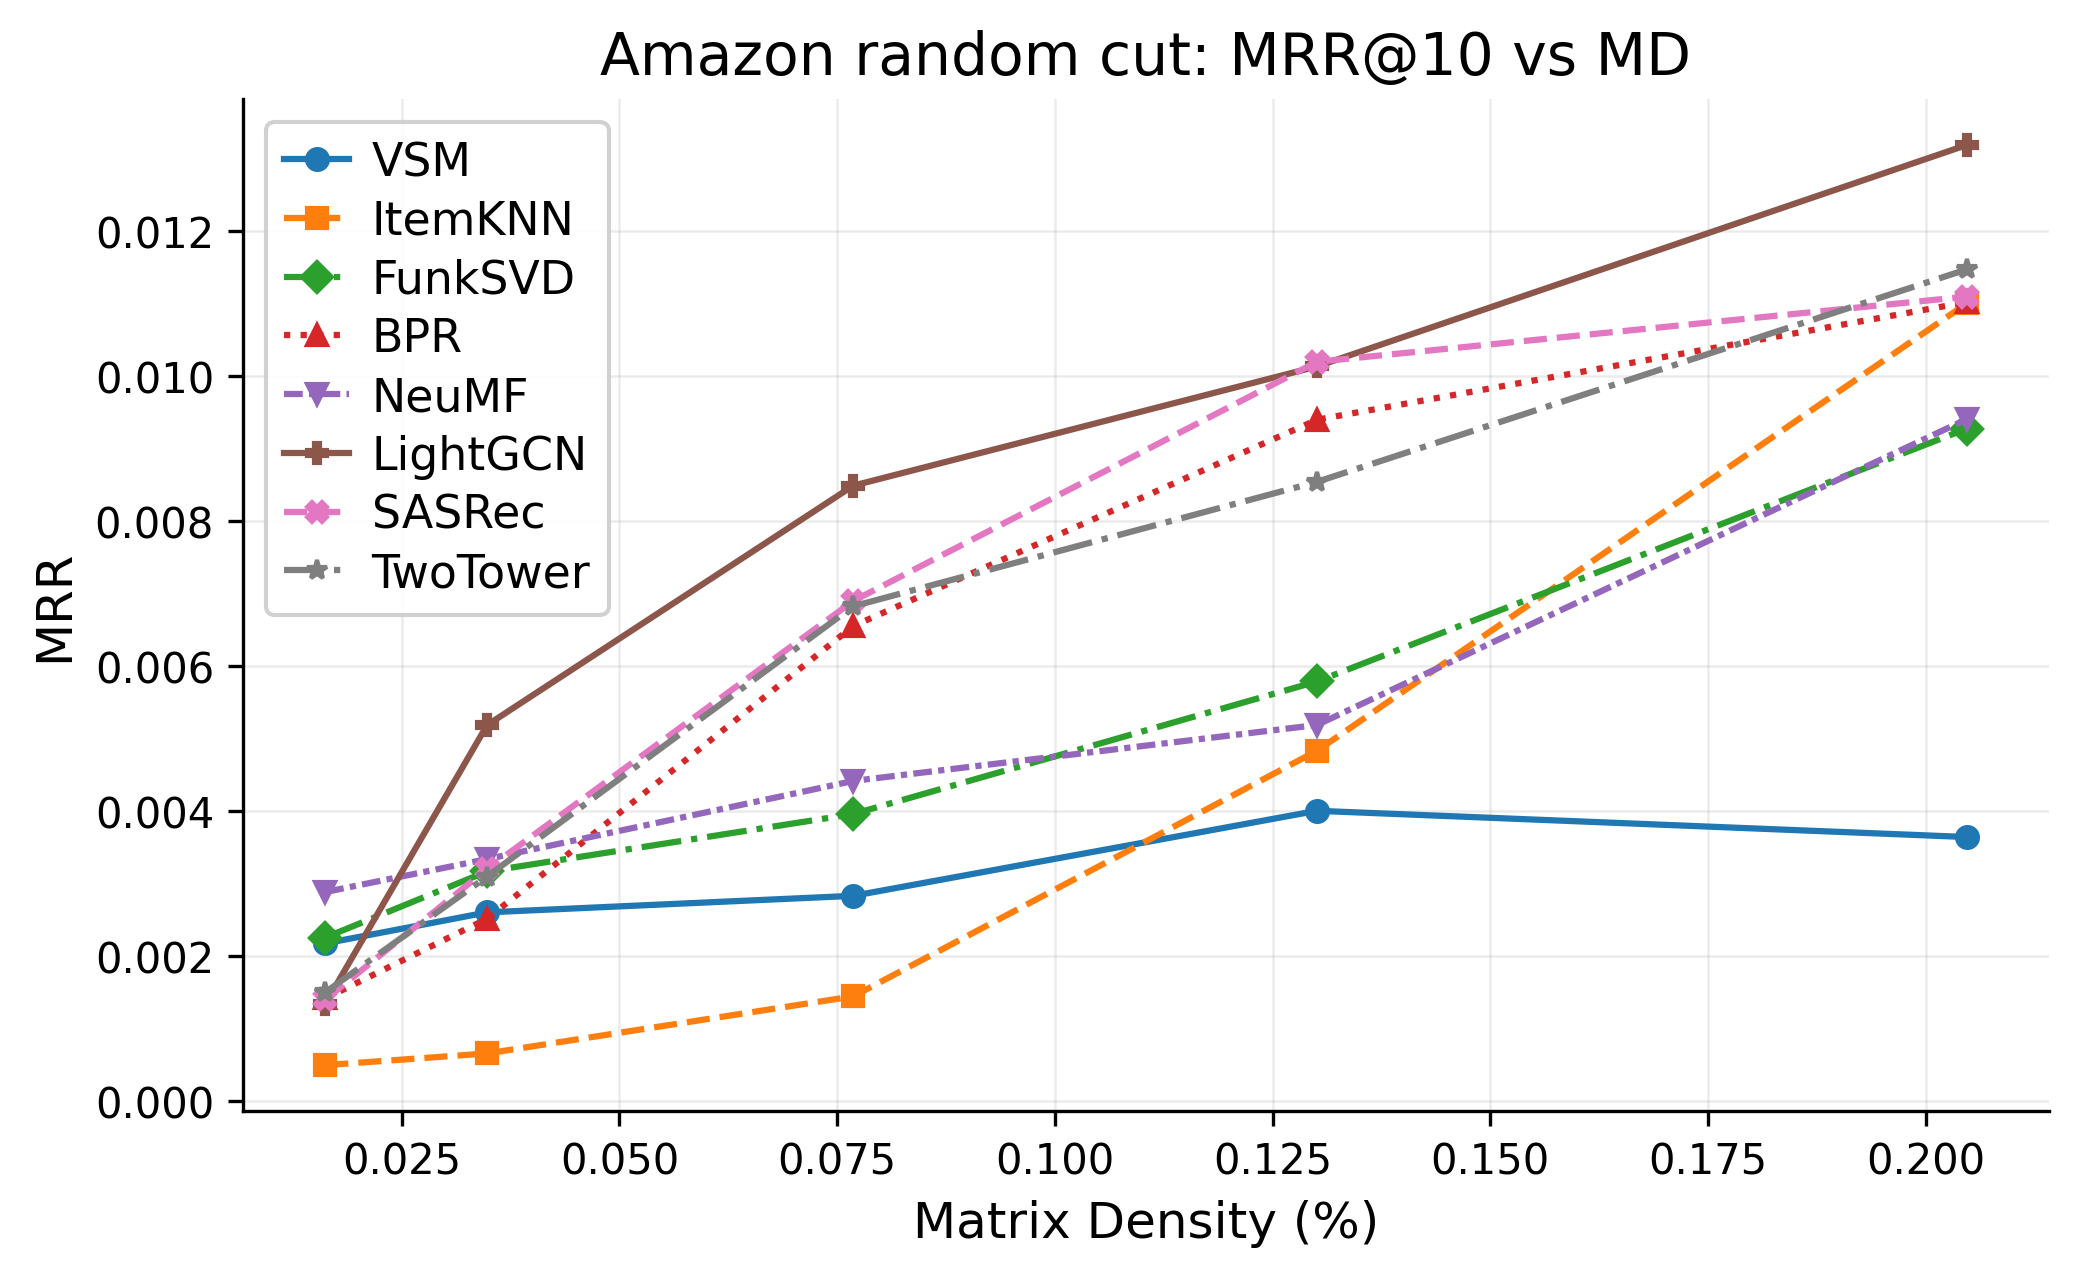 Amazon random cut: MRR@10 vs MD
VSM
ItemKNN
FunkSVD
BPR
NeuMF
LightGCN
SASRec
TwoTower
MRR
0.012
0.010
0.008
0.006
0.004
0.002
0.000
0.025 0.050 0.075 0.100 0.125 0.150 0.175 0.200
Matrix Density (%)